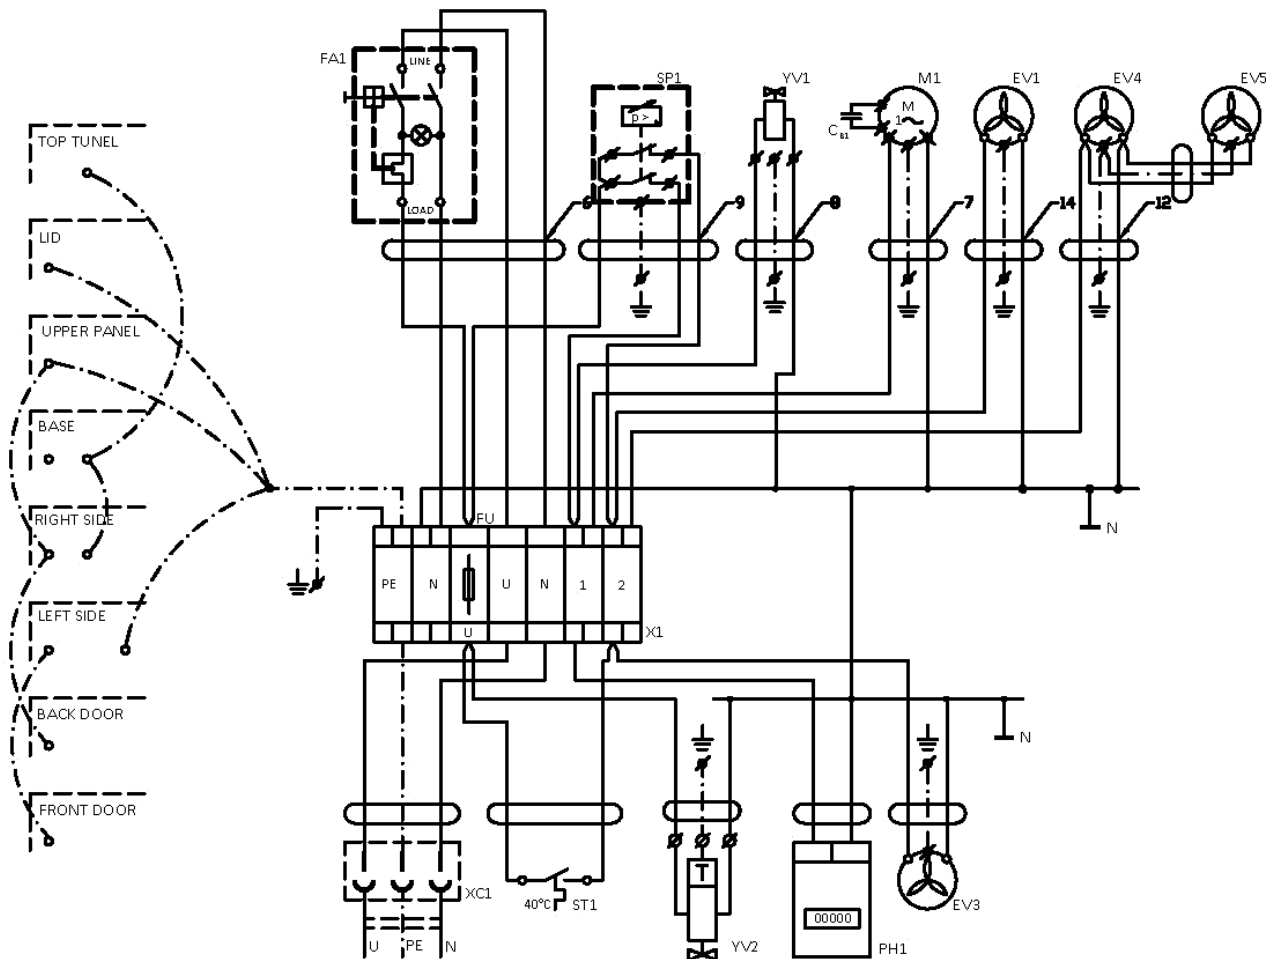 FA1
LINE
LOAD
SP1
p >
YV1
M1
M
1~
C B1
EV1
EV4
EV5
6
9
8
7
14
12
TOP TUNEL
LID
UPPER PANEL
BASE
RIGHT SIDE
LEFT SIDE
BACK DOOR
FRONT DOOR
N
FU
PE
N
U
N
1
2
U
X1
N
XC1
U
PE
N
40°C
ST1
YV2
00000
PH1
EV3